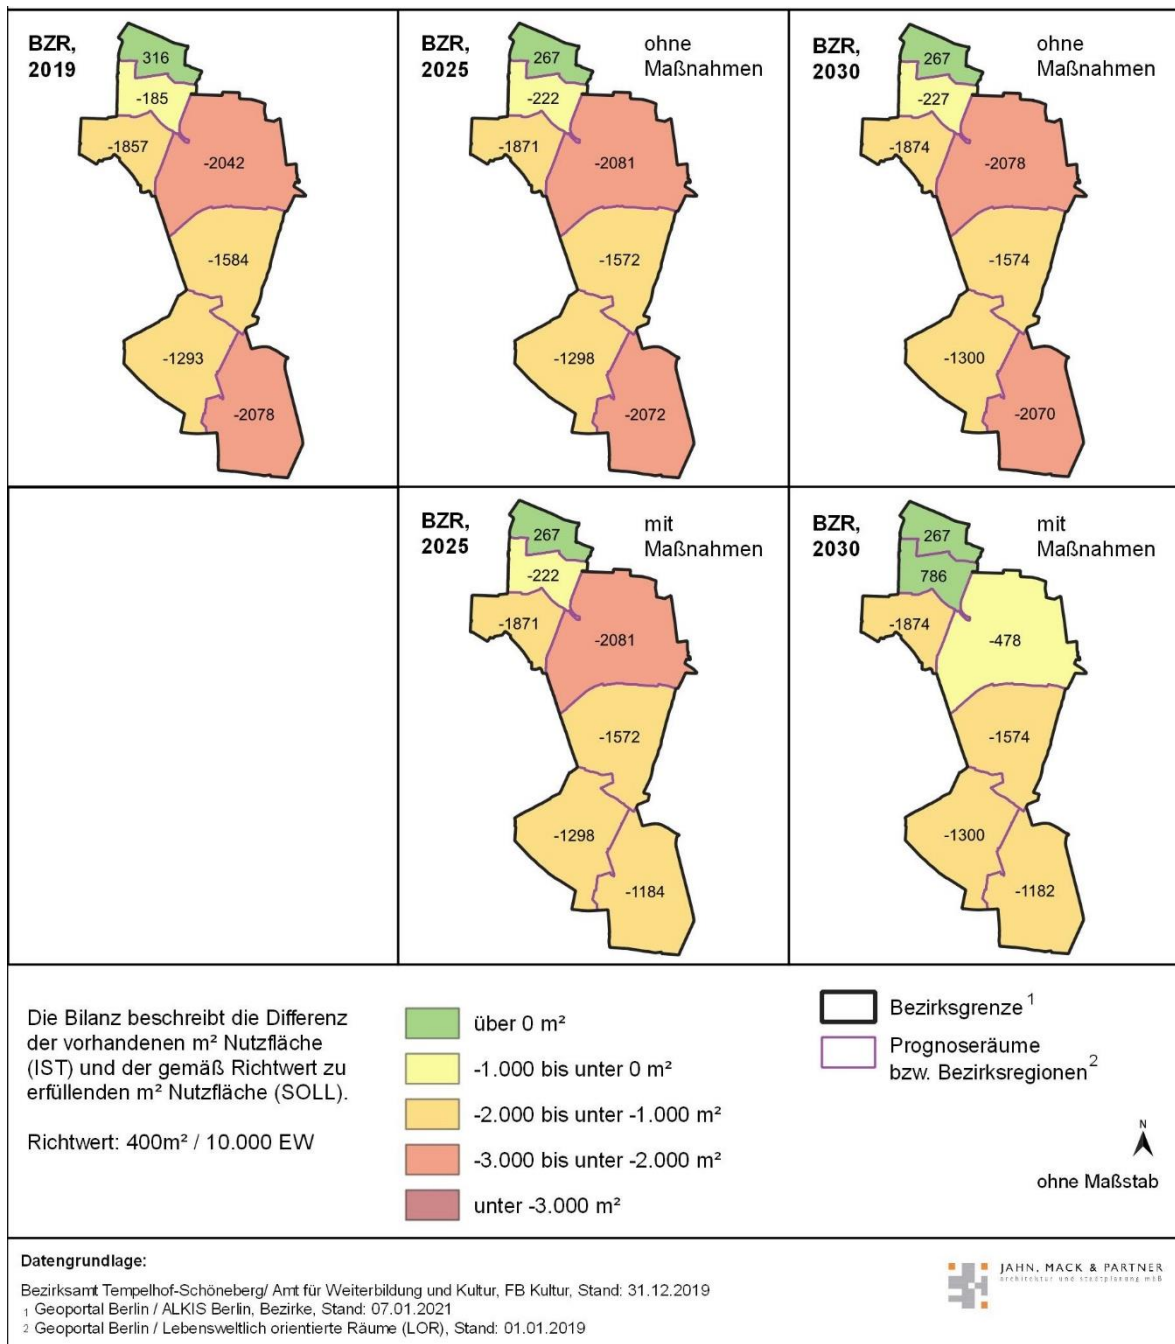 BZR,
2019
316
-185
-1857
-2042
-1584
-1293
-2078
BZR,
2025
ohne
Maßnahmen
267
-222
-1871
-2081
-1572
-1298
-2072
BZR,
2030
ohne
Maßnahmen
267
-227
-1874
-2078
-1574
-1300
-2070
BZR,
2025
mit
Maßnahmen
267
-222
-1871
-2081
-1572
-1298
-1184
BZR,
2030
mit
Maßnahmen
267
786
-1874
-478
-1574
-1300
-1182
Die Bilanz beschreibt die Differenz
der vorhandenen m² Nutzfläche
(IST) und der gemäß Richtwert zu
erfüllenden m² Nutzfläche (SOLL).
Richtwert: 400m² / 10.000 EW
über 0 m²
-1.000 bis unter 0 m²
-2.000 bis unter -1.000 m²
-3.000 bis unter -2.000 m²
unter -3.000 m²
Bezirksgrenze 1
Prognoseräume
bzw. Bezirksregionen 2
N
ohne Maßstab
Datengrundlage:
Bezirksamt Tempelhof-Schöneberg/ Amt für Weiterbildung und Kultur, FB Kultur, Stand: 31.12.2019
1 Geoportal Berlin / ALKIS Berlin, Bezirke, Stand: 07.01.2021
2 Geoportal Berlin / Lebensweltlich orientierte Räume (LOR), Stand: 01.01.2019
JAHN, MACK & PARTNER
architektur und stadtplanung mbB